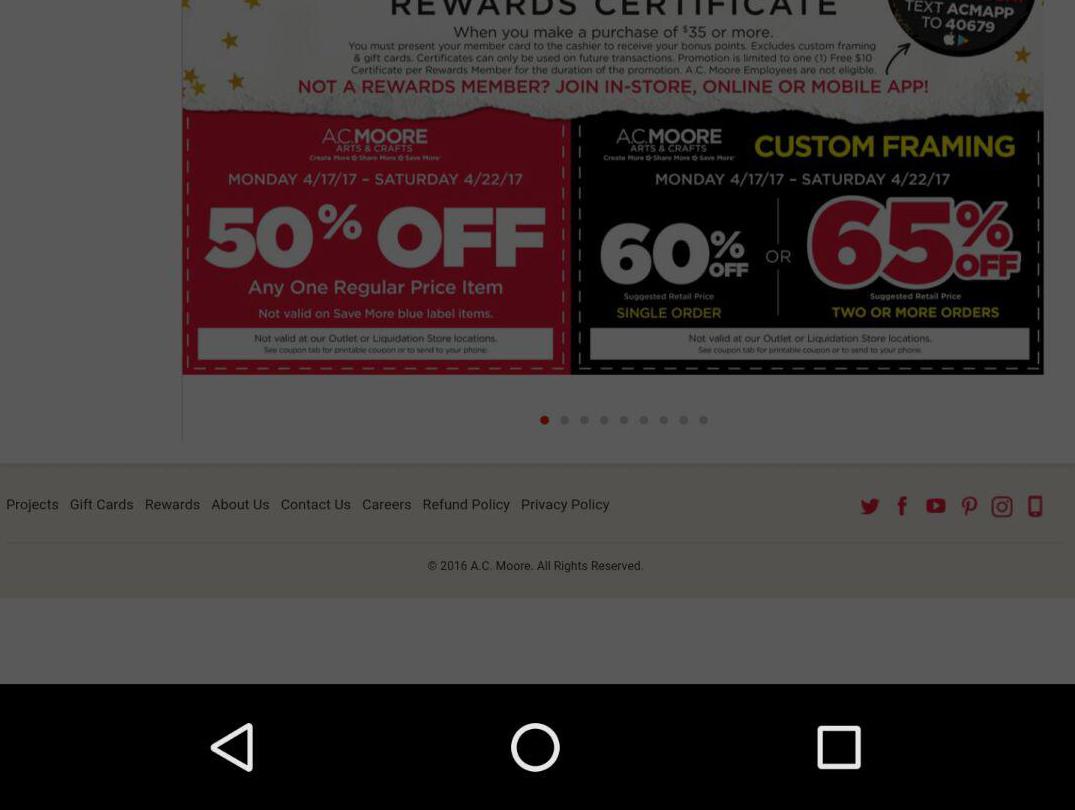 REWARDS CERTIFICATE
TEXT ACMAPP
TO 40679
When you make a purchase of $35 or more.
You must present your member card to the cashier to receive your bonus points. Excludes custom framing
& gift cards. Certificates can only be used on future transactions. Promotion is limited to one (1) Free $10
Certificate per Rewards Member for the duration of the promotion. A.C. Moore Employees are not eligible.
NOT A REWARDS MEMBER? JOIN IN-STORE, ONLINE OR MOBILE APP!
A.C.MOORE
ARTS & CRAFTS
Create More Share More Save More
MONDAY 4/17/17 – SATURDAY 4/22/17
50% OFF
Any One Regular Price Item
Not valid on Save More blue label items.
Not valid at our Outlet or Liquidation Store locations.
See coupon tab for printable coupon or to send to your phone.
A.C.MOORE
ARTS & CRAFTS
Create More Share More Save More
CUSTOM FRAMING
MONDAY 4/17/17 – SATURDAY 4/22/17
60% OFF
Suggested Retail Price
SINGLE ORDER
OR
65% OFF
Suggested Retail Price
TWO OR MORE ORDERS
Not valid at our Outlet or Liquidation Store locations.
See coupon tab for printable coupon or to send to your phone.
Projects Gift Cards Rewards About Us Contact Us Careers Refund Policy Privacy Policy
© 2016 A.C. Moore. All Rights Reserved.